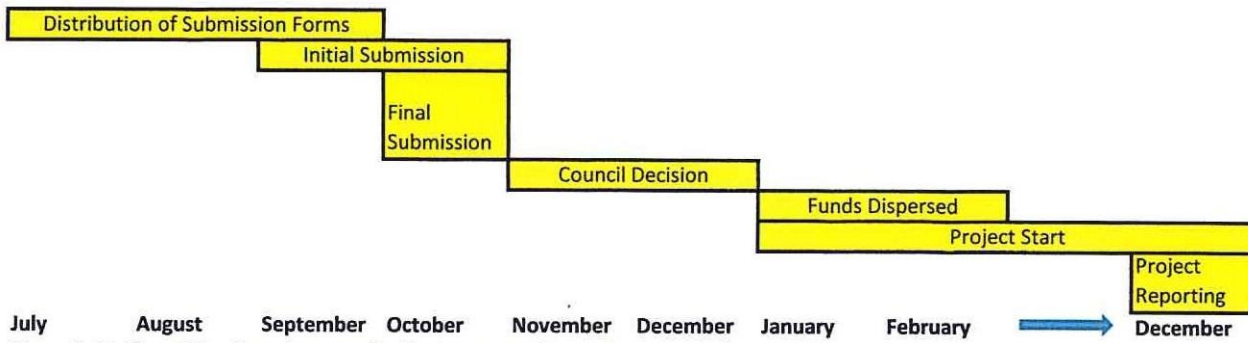 Distribution of Submission Forms
Initial Submission
Final
Submission
Council Decision
Funds Dispersed
Project Start
Project
Reporting
July August September October November December January February December